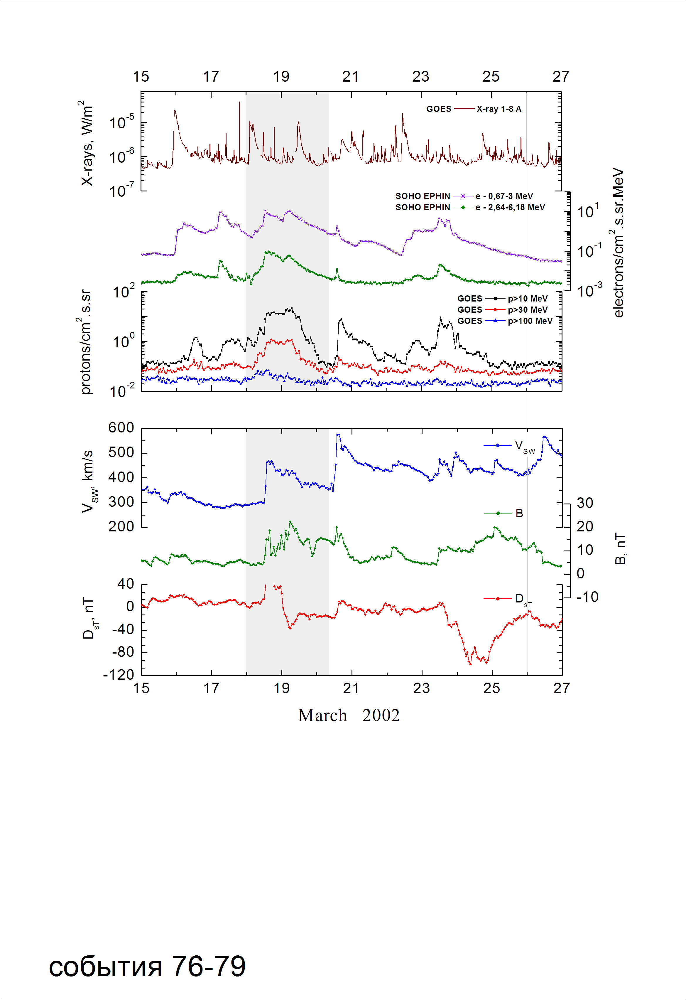 15 17 19 21 23 25 27
X-rays, W/m²
10⁻⁵
10⁻⁶
10⁻⁷
GOES X-ray 1-8 A
SOHO EPHIN e - 0,67-3 MeV
SOHO EPHIN e - 2,64-6,18 MeV
10¹
10⁻¹
10⁻³
electrons/cm².s.sr.MeV
protons/cm².s.sr
10²
10⁰
10⁻²
GOES p>10 MeV
GOES p>30 MeV
GOES p>100 MeV
V_SW, km/s
600
500
400
300
200
V_SW
B
30
20
10
0
-10
B, nT
D_sT, nT
40
0
-40
-80
-120
D_sT
15 17 19 21 23 25 27
March 2002
события 76-79